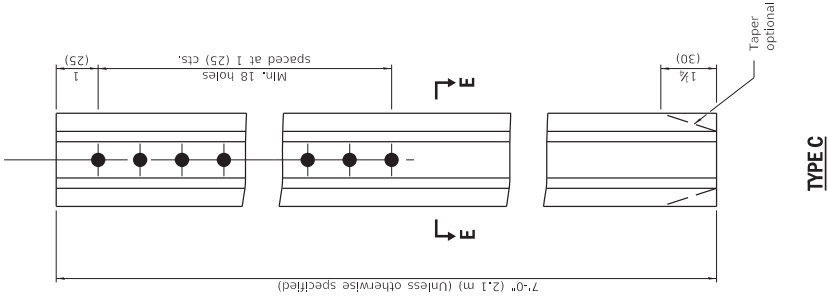 1
(25)
Min. 18 holes
spaced at 1 (25) cts.
E
1¼
(30)
Taper
optional
E
7'-0" (2.1 m) (Unless otherwise specified)
TYPE C